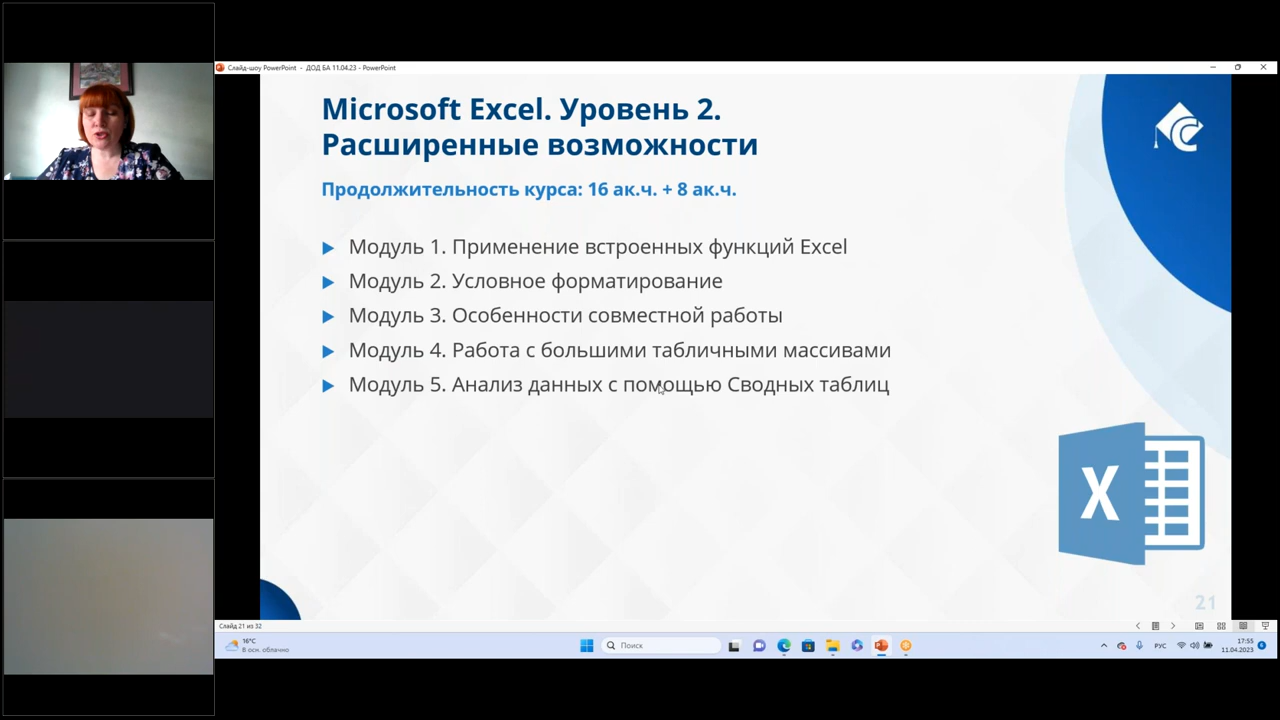 Слайд-шоу PowerPoint - ДОД БА 11.04.23 - PowerPoint
Microsoft Excel. Уровень 2.
Расширенные возможности
Продолжительность курса: 16 ак.ч. + 8 ак.ч.
Модуль 1. Применение встроенных функций Excel
Модуль 2. Условное форматирование
Модуль 3. Особенности совместной работы
Модуль 4. Работа с большими табличными массивами
Модуль 5. Анализ данных с помощью Сводных таблиц
X
21
Слайд 21 из 32
16°C
В осн. облачно
Поиск
РУС
17:55
11.04.2023